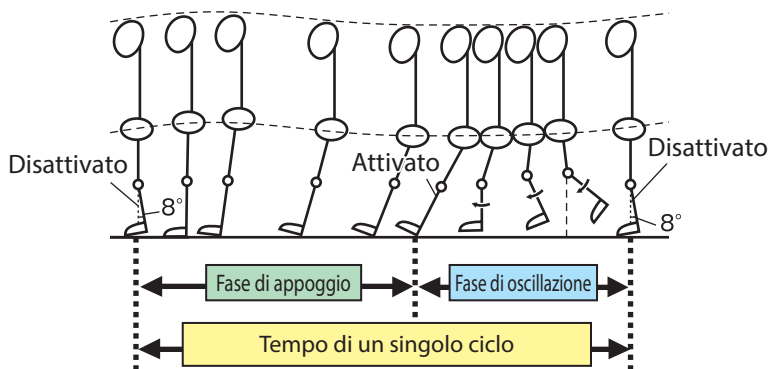 Disattivato
Attivato
Disattivato
8°
8°
Fase di appoggio
Fase di oscillazione
Tempo di un singolo ciclo